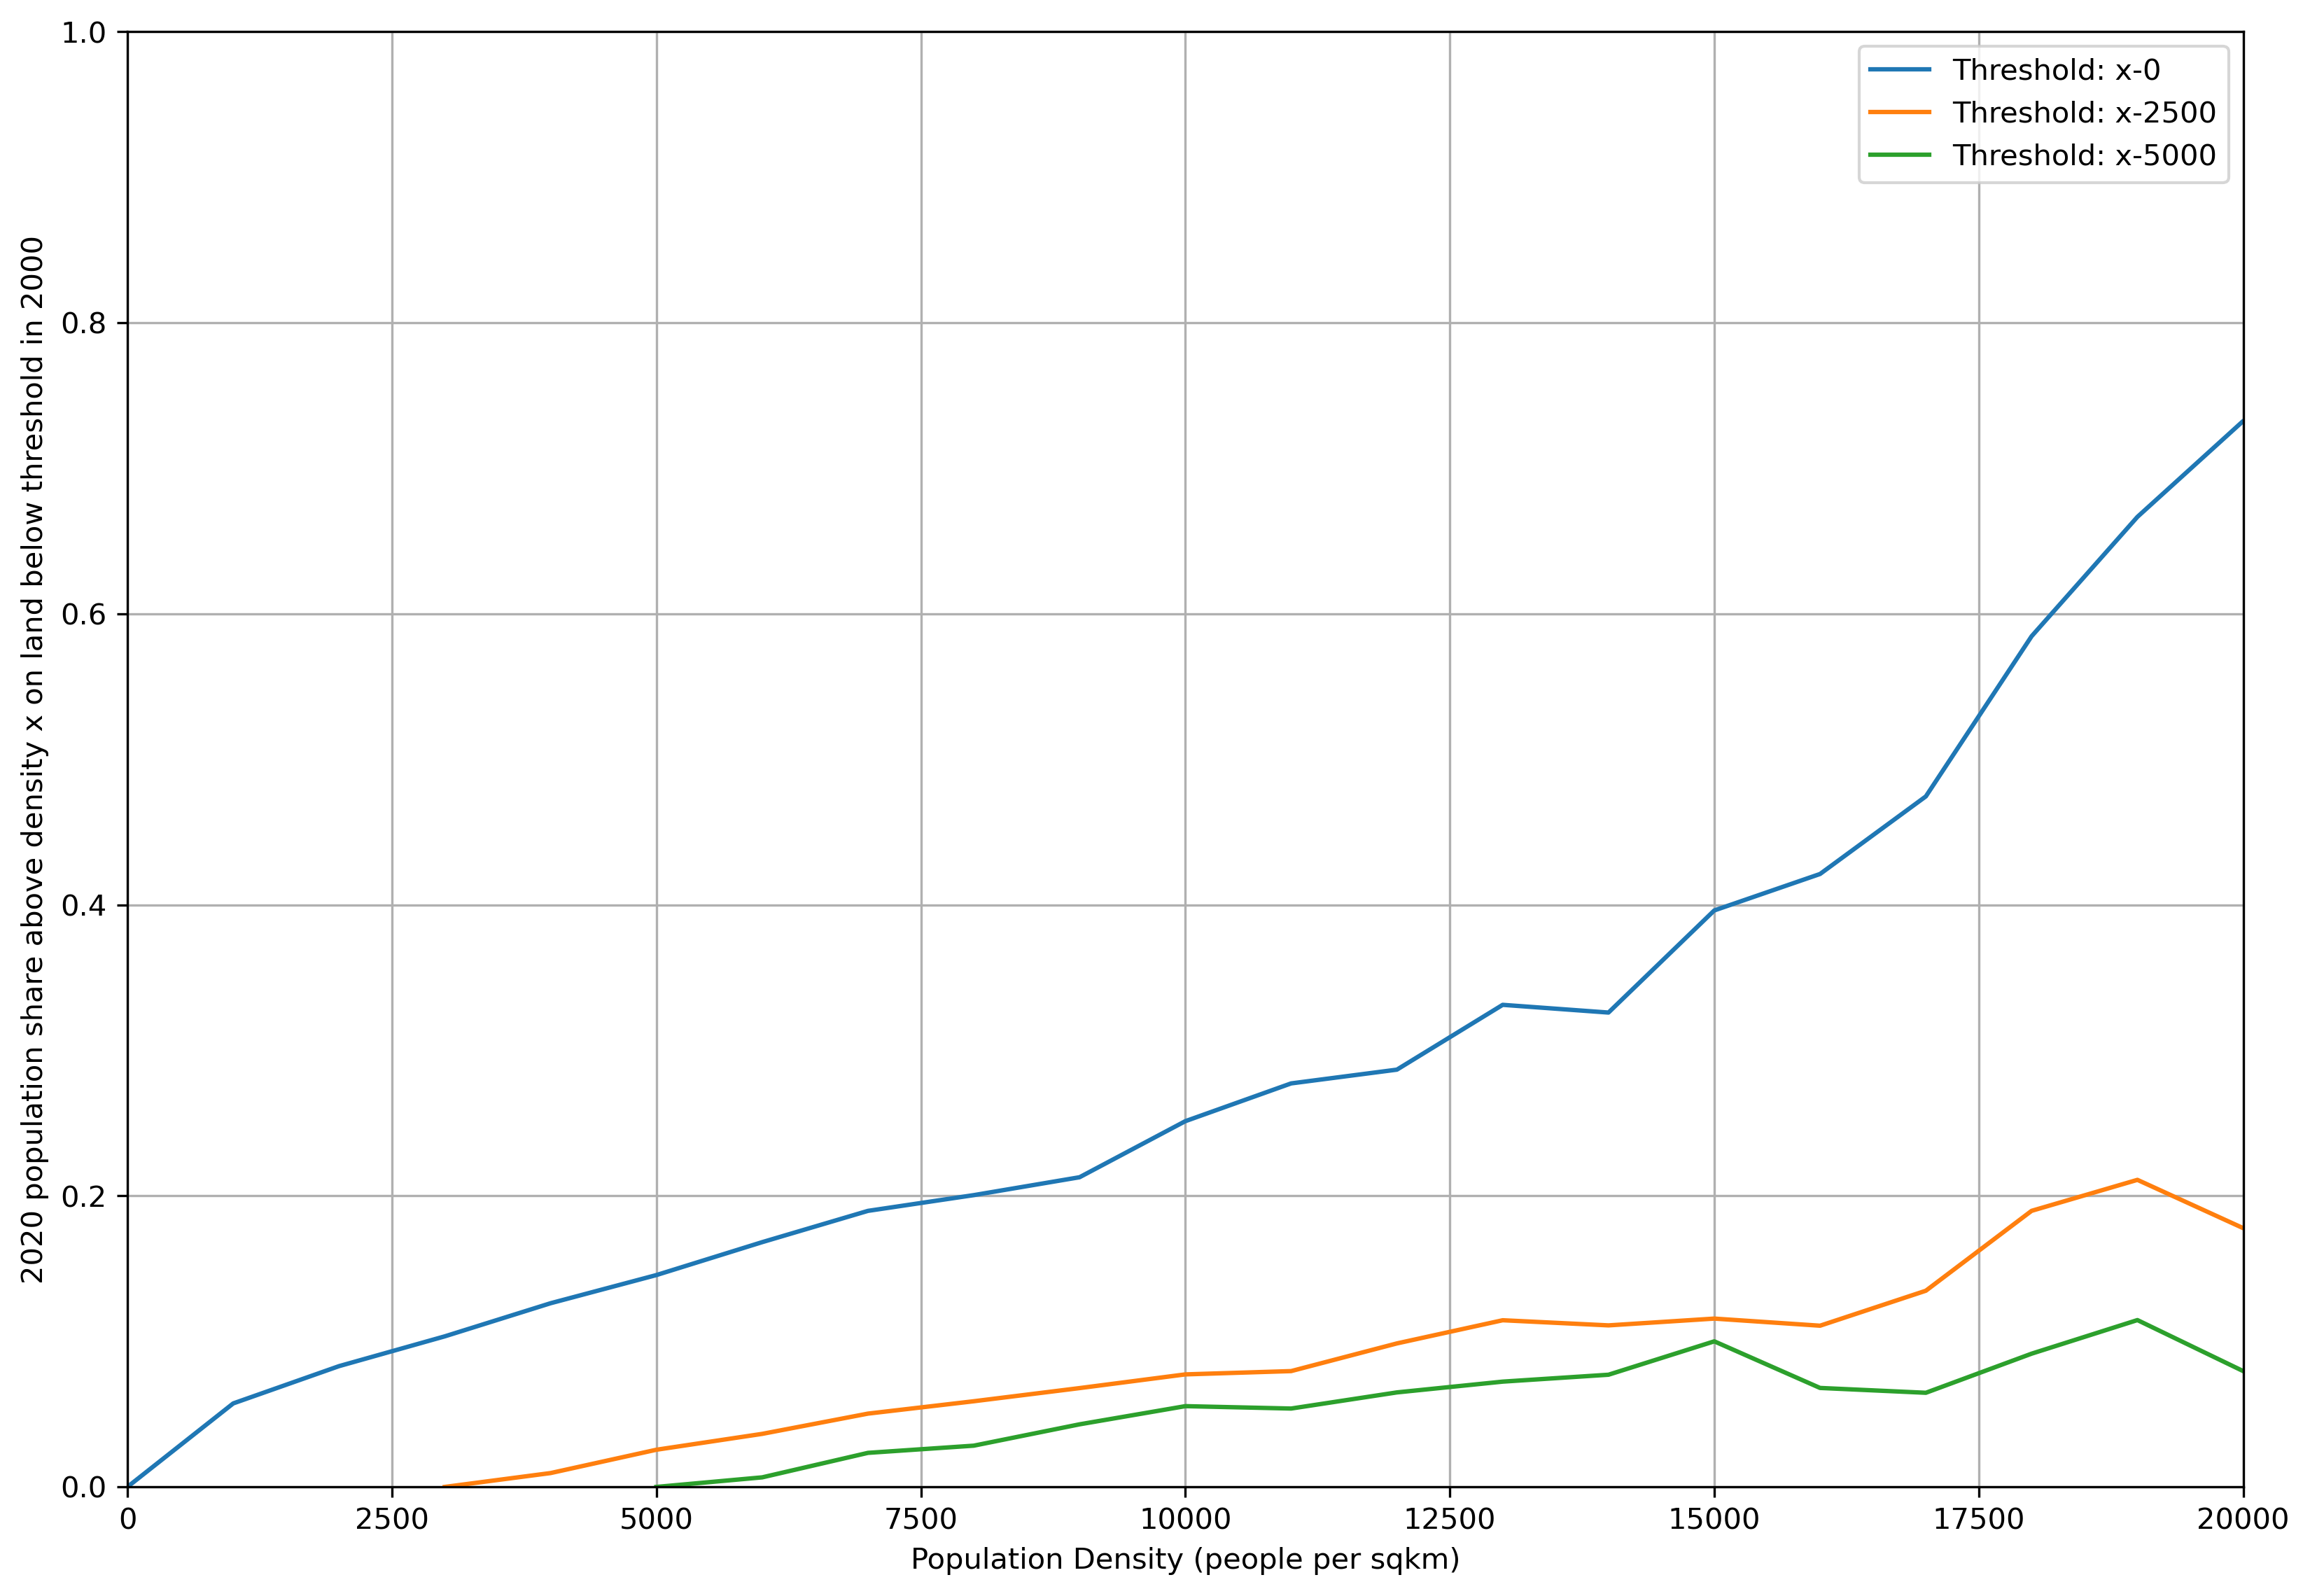 1.0
0.8
0.6
0.4
0.2
0.0
2020 population share above density x on land below threshold in 2000
Threshold: x-0
Threshold: x-2500
Threshold: x-5000
0 2500 5000 7500 10000 12500 15000 17500 20000
Population Density (people per sqkm)